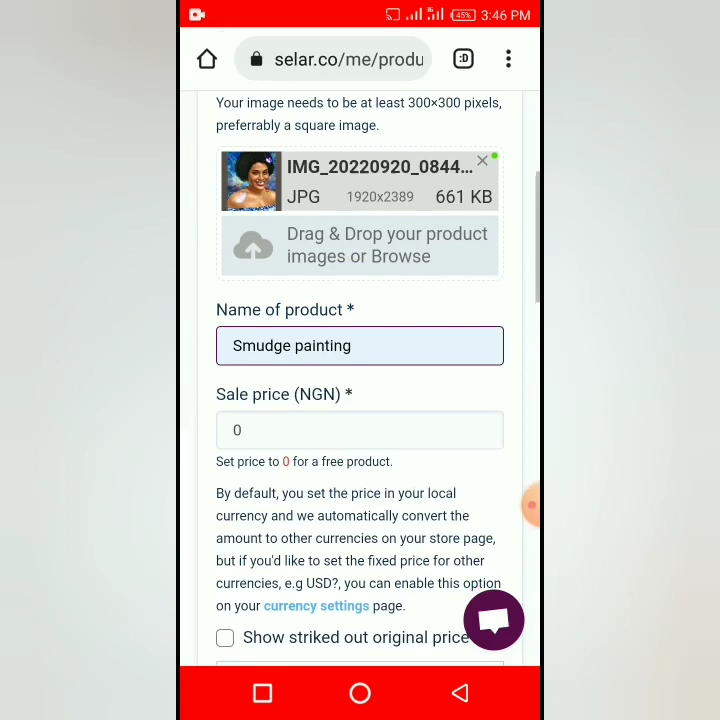 45%
3:46 PM
selar.co/me/produ
:D
Your image needs to be at least 300×300 pixels,
preferrably a square image.
IMG_20220920_0844...
JPG 1920x2389 661 KB
Drag & Drop your product
images or Browse
Name of product *
Smudge painting
Sale price (NGN) *
0
Set price to 0 for a free product.
By default, you set the price in your local
currency and we automatically convert the
amount to other currencies on your store page,
but if you'd like to set the fixed price for other
currencies, e.g USD?, you can enable this option
on your currency settings page.
Show striked out original price